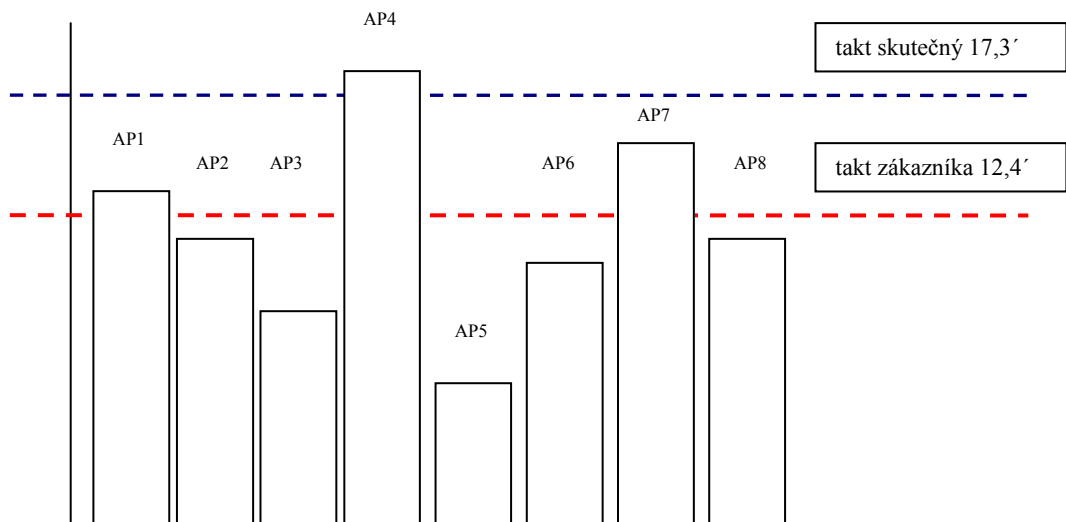 AP4
takt skutečný 17,3´
AP7
AP1
AP2
AP3
AP6
AP8
takt zákazníka 12,4´
AP5